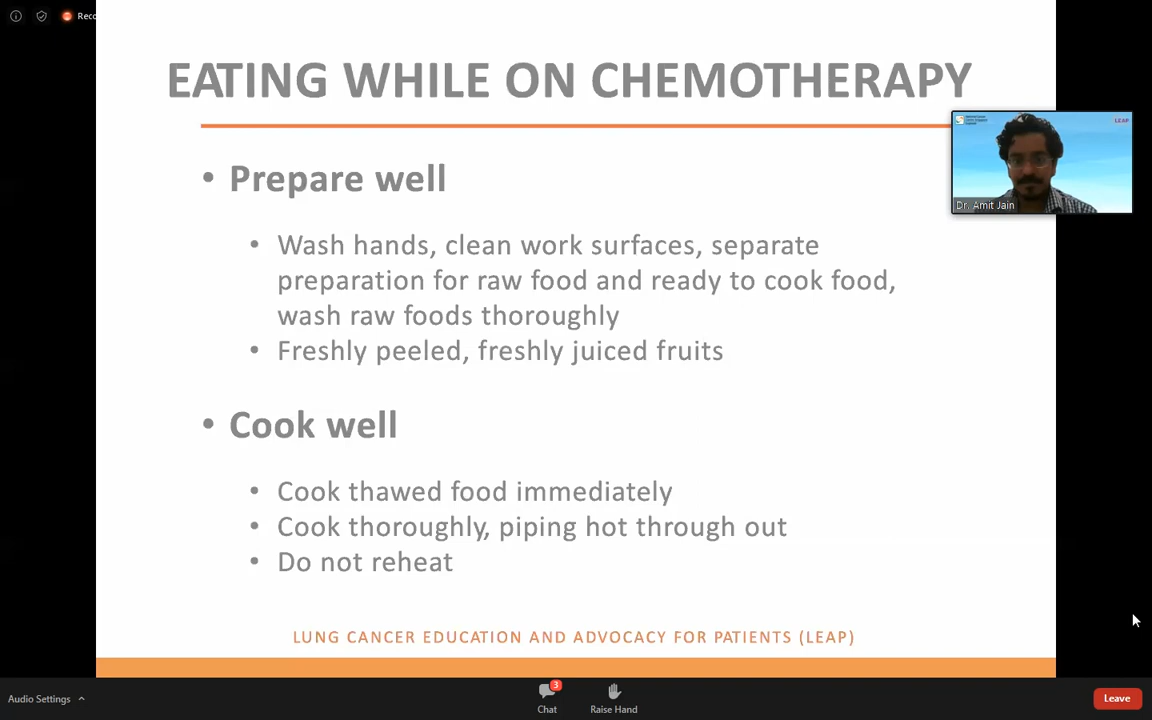 Reco
EATING WHILE ON CHEMOTHERAPY
LEAP
Dr. Amit Jain
• Prepare well
• Wash hands, clean work surfaces, separate
preparation for raw food and ready to cook food,
wash raw foods thoroughly
• Freshly peeled, freshly juiced fruits
• Cook well
• Cook thawed food immediately
• Cook thoroughly, piping hot through out
• Do not reheat
LUNG CANCER EDUCATION AND ADVOCACY FOR PATIENTS (LEAP)
Audio Settings
3
Chat
Raise Hand
Leave